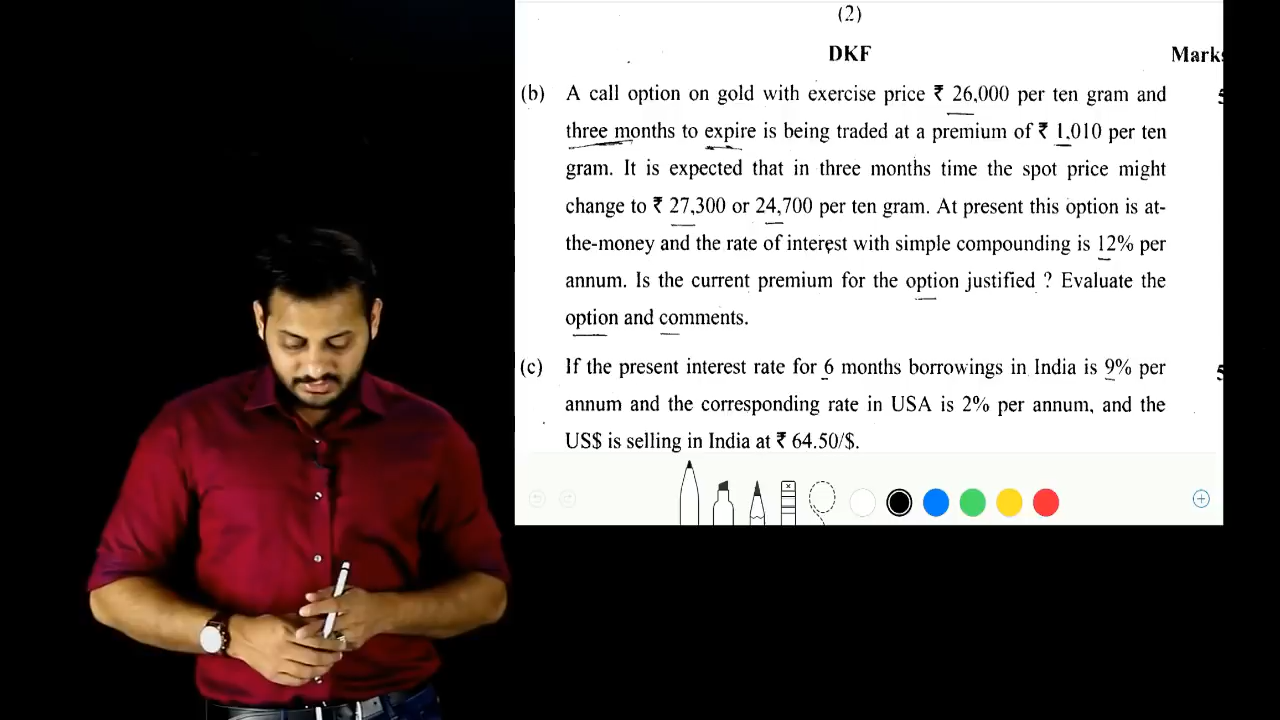 (2)
DKF
Marks
(b) A call option on gold with exercise price ₹ 26,000 per ten gram and
three months to expire is being traded at a premium of ₹ 1,010 per ten
gram. It is expected that in three months time the spot price might
change to ₹ 27,300 or 24,700 per ten gram. At present this option is at-
the-money and the rate of interest with simple compounding is 12% per
annum. Is the current premium for the option justified ? Evaluate the
option and comments.
(c) If the present interest rate for 6 months borrowings in India is 9% per
annum and the corresponding rate in USA is 2% per annum, and the
US$ is selling in India at ₹ 64.50/$.